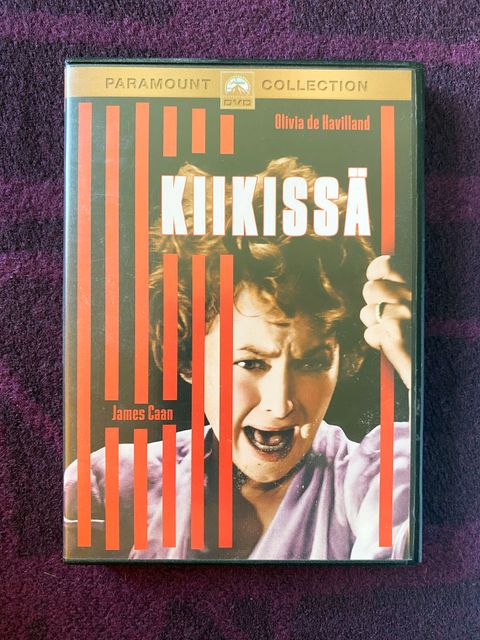 PARAMOUNT COLLECTION
DVD
Olivia de Havilland
KIIKISSÄ
James Caan